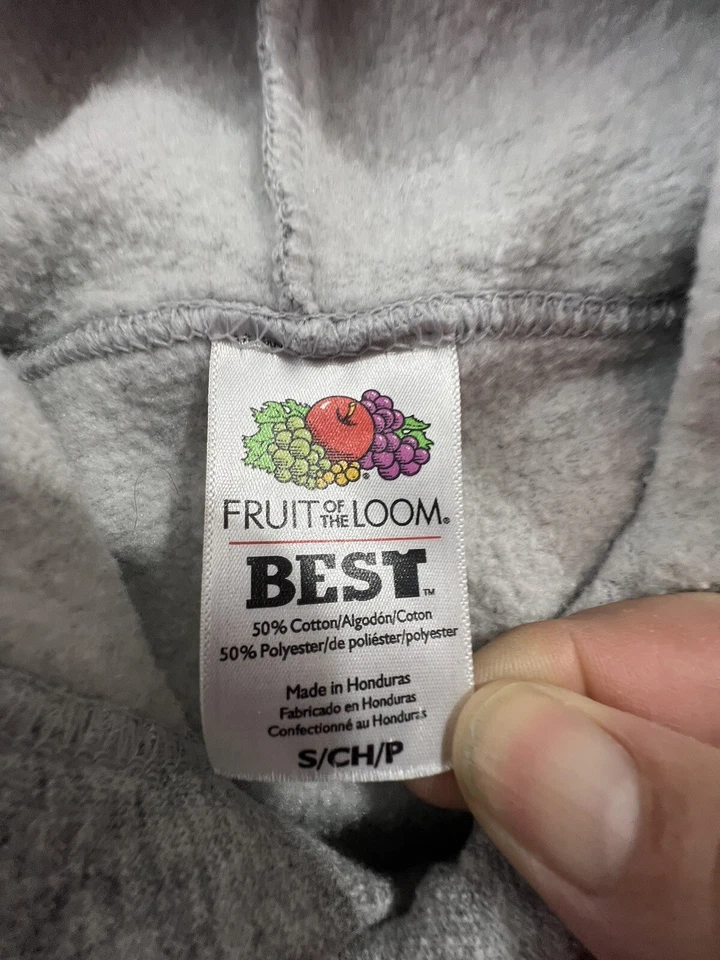 FRUIT OF THE LOOM®
BEST™
50% Cotton/Algodón/Coton
50% Polyester/de poliéster/polyester
Made in Honduras
Fabricado en Honduras
Confectionné au Honduras
S/CH/P